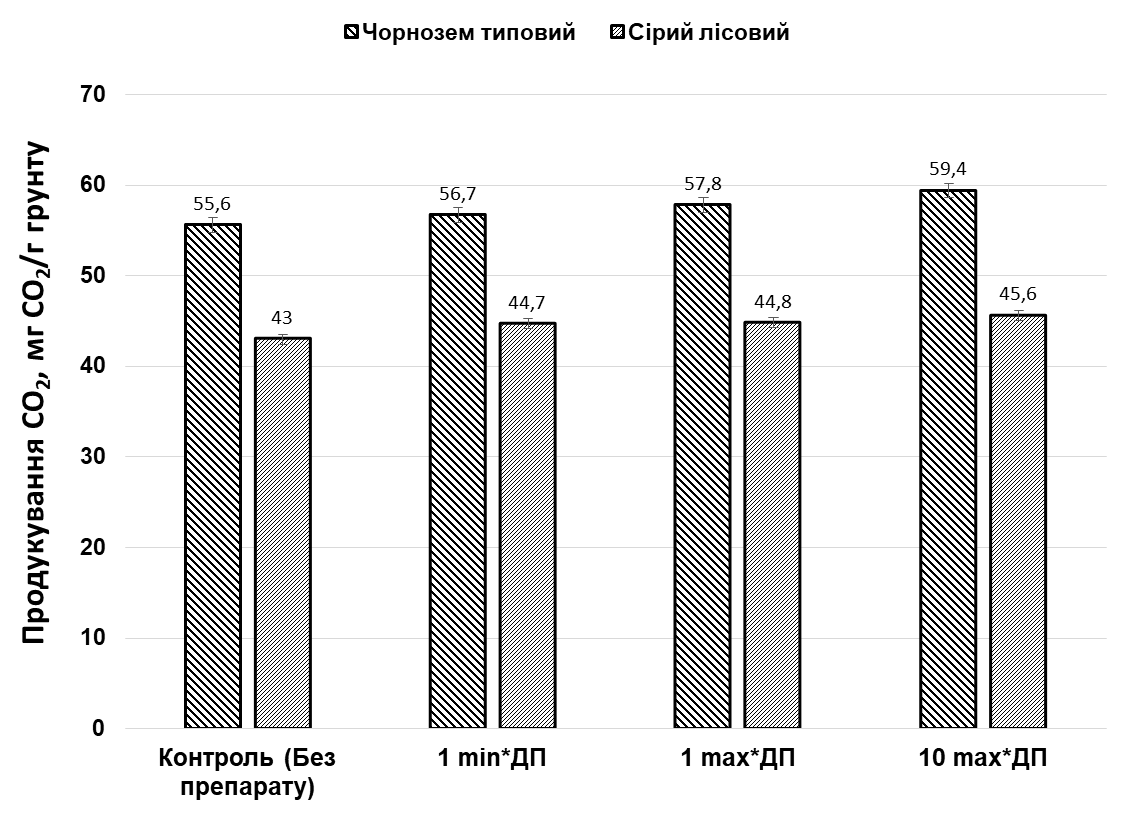 Чорнозем типовий Сірий лісовий
Продукування CO₂, мг CO₂/г грунту
70
60
50
40
30
20
10
0
55,6
43
56,7
44,7
57,8
44,8
59,4
45,6
Контроль (Без
препарату)
1 min*ДП
1 max*ДП
10 max*ДП